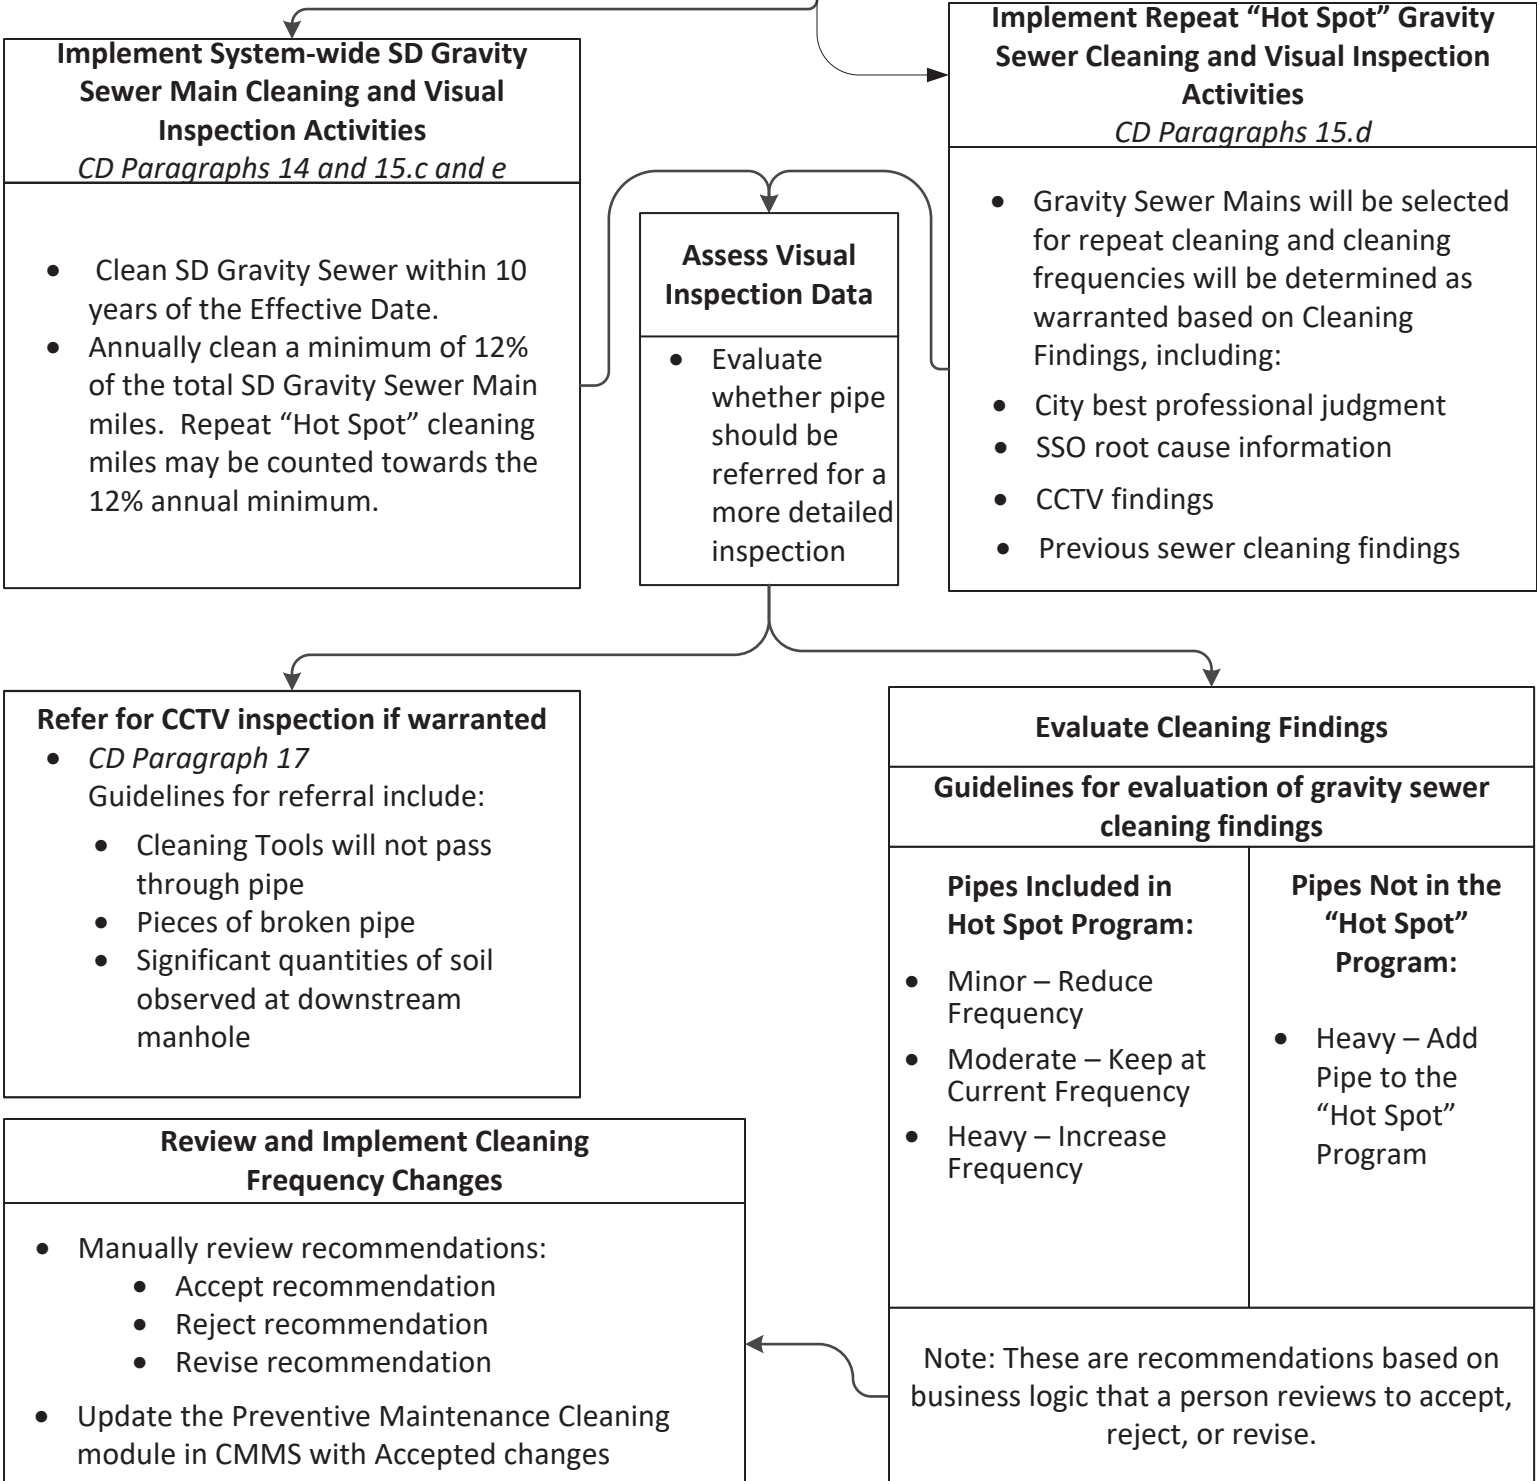 Implement System-wide SD Gravity
Sewer Main Cleaning and Visual
Inspection Activities
CD Paragraphs 14 and 15.c and e
• Clean SD Gravity Sewer within 10
years of the Effective Date.
• Annually clean a minimum of 12%
of the total SD Gravity Sewer Main
miles. Repeat “Hot Spot” cleaning
miles may be counted towards the
12% annual minimum.
Assess Visual
Inspection Data
• Evaluate
whether pipe
should be
referred for a
more detailed
inspection
Implement Repeat “Hot Spot” Gravity
Sewer Cleaning and Visual Inspection
Activities
CD Paragraphs 15.d
• Gravity Sewer Mains will be selected
for repeat cleaning and cleaning
frequencies will be determined as
warranted based on Cleaning
Findings, including:
• City best professional judgment
• SSO root cause information
• CCTV findings
• Previous sewer cleaning findings
Refer for CCTV inspection if warranted
• CD Paragraph 17
Guidelines for referral include:
• Cleaning Tools will not pass
through pipe
• Pieces of broken pipe
• Significant quantities of soil
observed at downstream
manhole
Evaluate Cleaning Findings
Guidelines for evaluation of gravity sewer
cleaning findings
Pipes Included in
Hot Spot Program:
• Minor – Reduce
Frequency
• Moderate – Keep at
Current Frequency
• Heavy – Increase
Frequency
Pipes Not in the
“Hot Spot”
Program:
• Heavy – Add
Pipe to the
“Hot Spot”
Program
Note: These are recommendations based on
business logic that a person reviews to accept,
reject, or revise.
Review and Implement Cleaning
Frequency Changes
• Manually review recommendations:
• Accept recommendation
• Reject recommendation
• Revise recommendation
• Update the Preventive Maintenance Cleaning
module in CMMS with Accepted changes